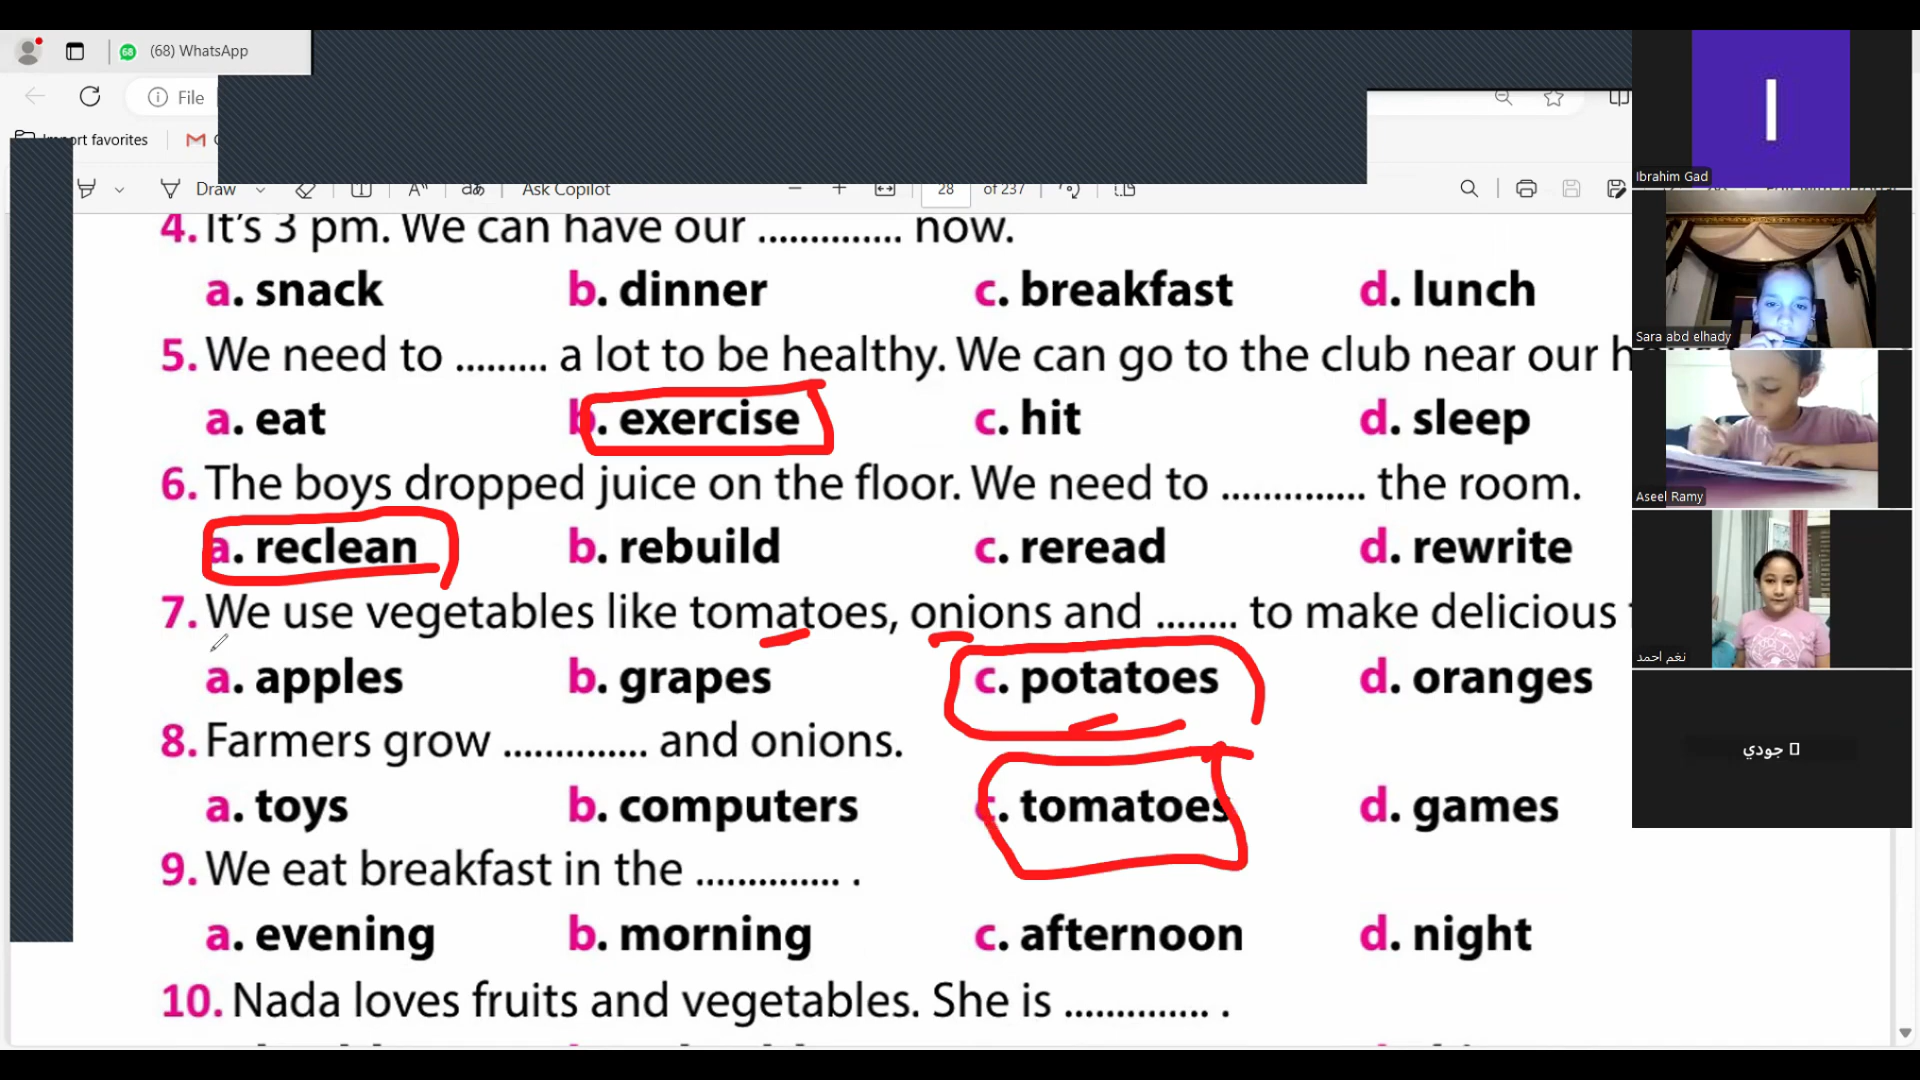 (68) WhatsApp
File
Import favorites
Draw
Ask Copilot
28 of 237
4. It's 3 pm. We can have our .............. now.
a. snack b. dinner c. breakfast d. lunch
5. We need to ......... a lot to be healthy. We can go to the club near our
a. eat b. exercise c. hit d. sleep
6. The boys dropped juice on the floor. We need to .............. the room.
a. reclean b. rebuild c. reread d. rewrite
7. We use vegetables like tomatoes, onions and ........ to make delicious
a. apples b. grapes c. potatoes d. oranges
8. Farmers grow .............. and onions.
a. toys b. computers c. tomatoes d. games
9. We eat breakfast in the .............. .
a. evening b. morning c. afternoon d. night
10. Nada loves fruits and vegetables. She is .............. .
I
Ibrahim Gad
Sara abd elhady
Aseel Ramy
نغم احمد
جودي